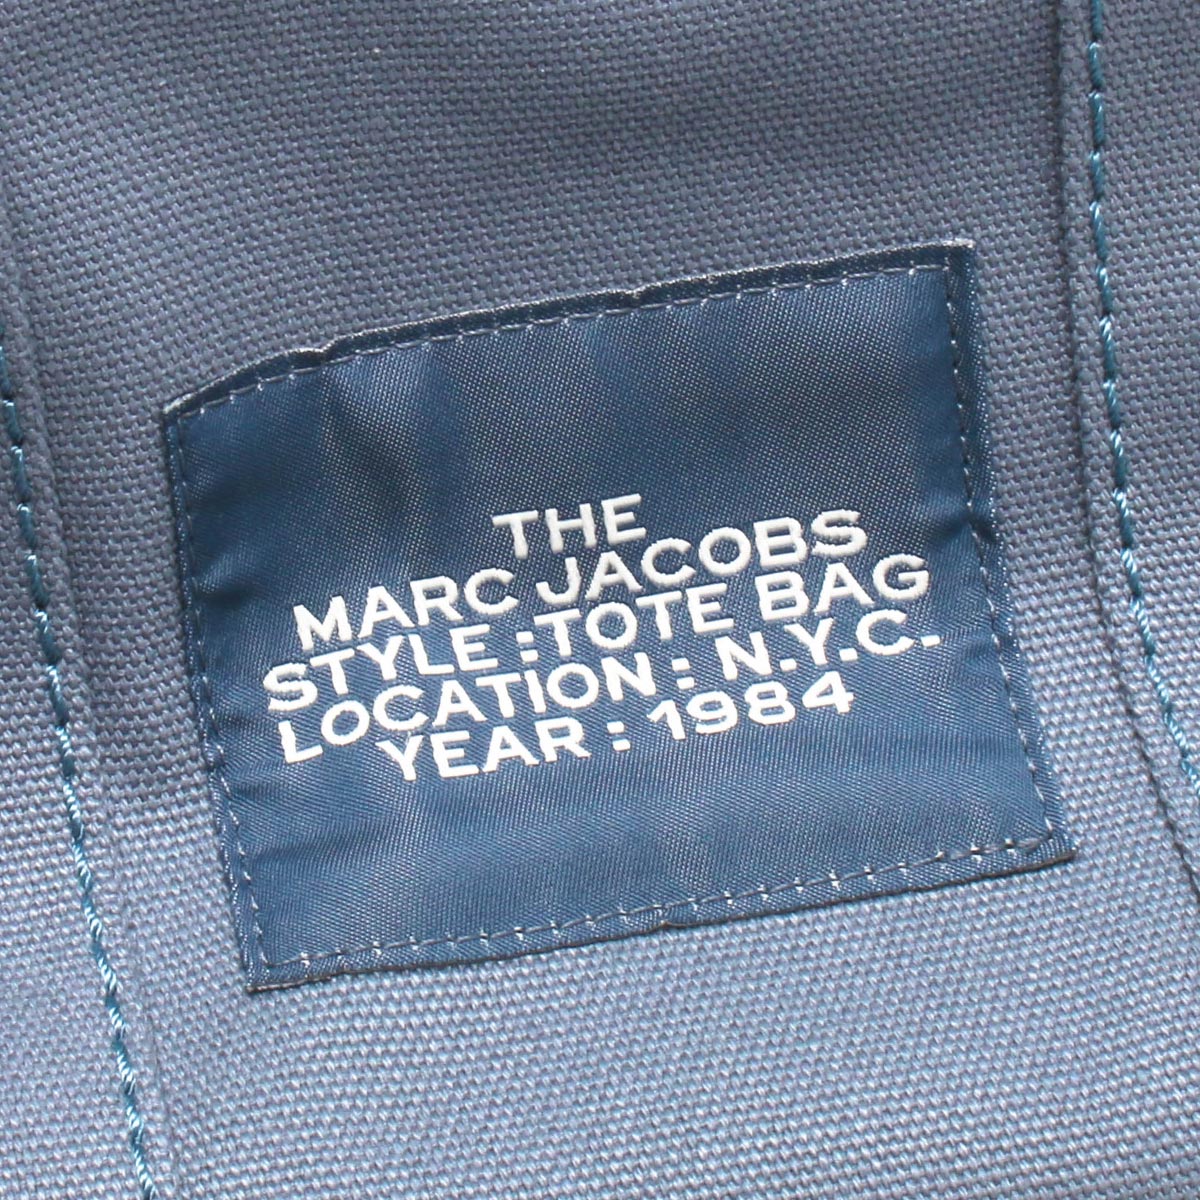 THE
MARC JACOBS
STYLE :TOTE BAG
LOCATION : N.Y.C.
YEAR : 1984